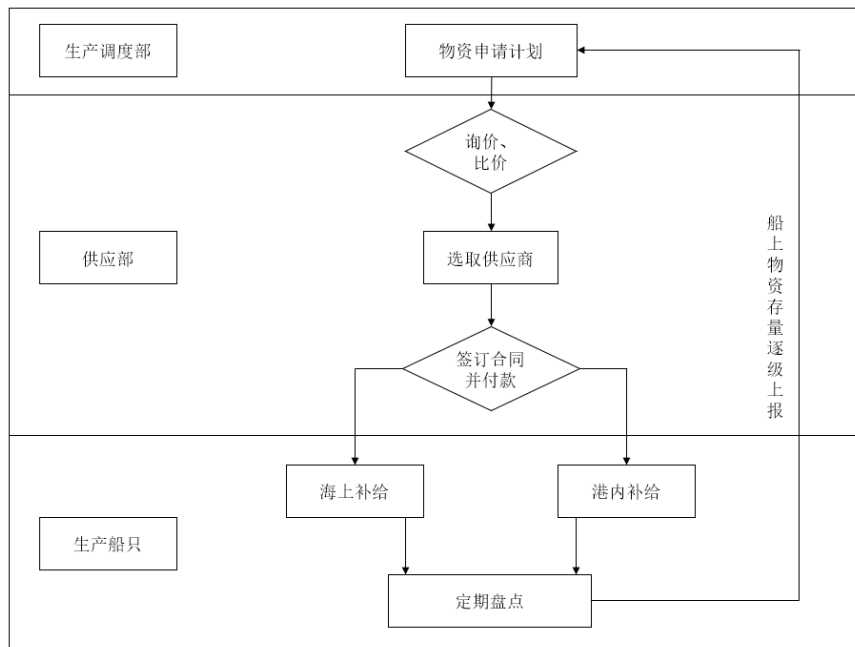 生产调度部
物资申请计划
询价、
比价
供应部
选取供应商
签订合同
并付款
船上物资存量逐级上报
海上补给
港内补给
生产船只
定期盘点